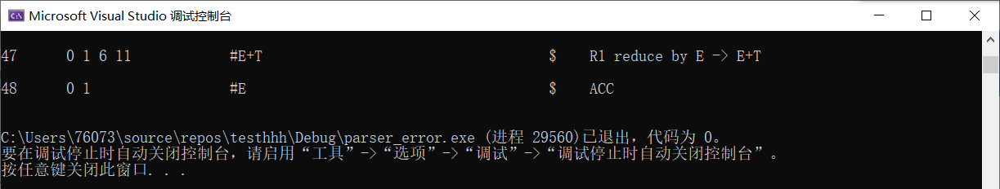 Microsoft Visual Studio 调试控制台
47 0 1 6 11 #E+T $ R1 reduce by E -> E+T
48 0 1 #E $ ACC
C:\Users\76073\source\repos\testhhh\Debug\parser_error.exe (进程 29560)已退出，代码为 0。
要在调试停止时自动关闭控制台，请启用“工具”->“选项”->“调试”->“调试停止时自动关闭控制台”。
按任意键关闭此窗口. . .